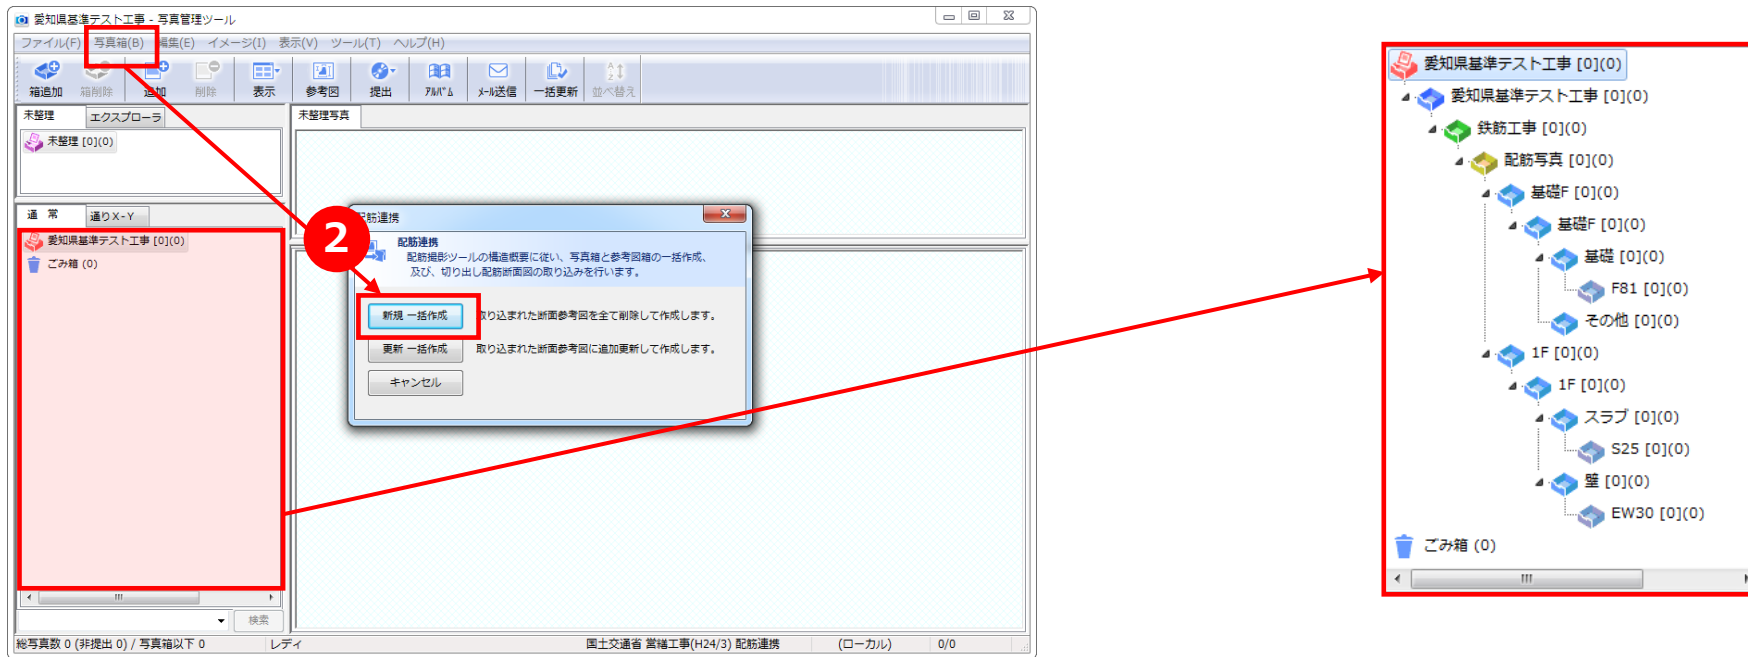 愛知県基準テスト工事 - 写真管理ツール
ファイル(F) 写真箱(B) 編集(E) イメージ(I) 表示(V) ツール(T) ヘルプ(H)
箱追加 箱削除 追加 削除 表示 参考図 提出 ｱﾙﾊﾞﾑ ﾒｰﾙ送信 一括更新 並べ替え
未整理 エクスプローラ 未整理写真
未整理 [0](0)
通 常 通りX-Y
愛知県基準テスト工事 [0](0)
ごみ箱 (0)
2
配筋連携
配筋連携
配筋撮影ツールの構造概要に従い、写真箱と参考図箱の一括作成、
及び、切り出し配筋断面図の取り込みを行います。
新規 一括作成 取り込まれた断面参考図を全て削除して作成します。
更新 一括作成 取り込まれた断面参考図に追加更新して作成します。
キャンセル
検索
総写真数 0 (非提出 0) / 写真箱以下 0 レディ 国土交通省 営繕工事(H24/3) 配筋連携 (ローカル) 0/0
愛知県基準テスト工事 [0](0)
愛知県基準テスト工事 [0](0)
鉄筋工事 [0](0)
配筋写真 [0](0)
基礎F [0](0)
基礎F [0](0)
基礎 [0](0)
F81 [0](0)
その他 [0](0)
1F [0](0)
1F [0](0)
スラブ [0](0)
S25 [0](0)
壁 [0](0)
EW30 [0](0)
ごみ箱 (0)